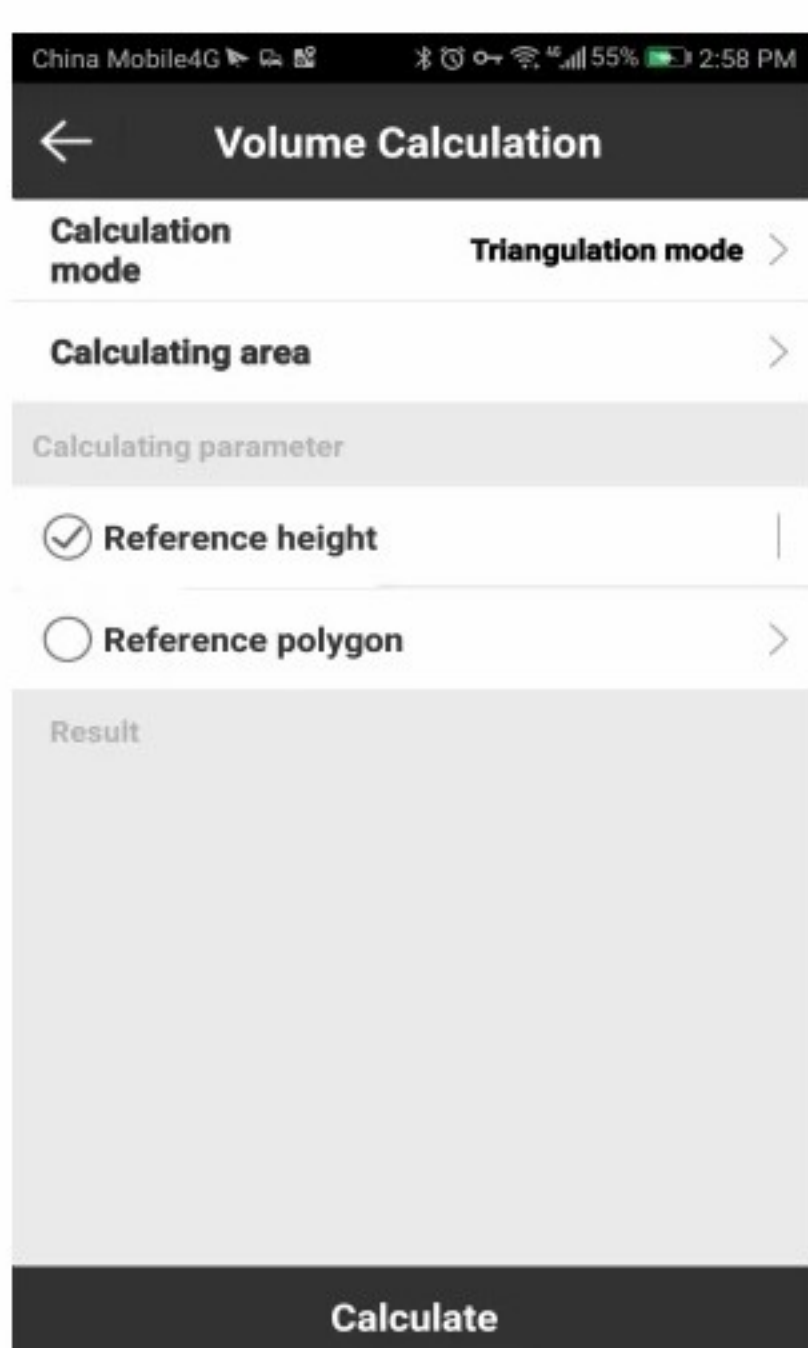 China Mobile4G 4G 55% 2:58 PM
Volume Calculation
Calculation
mode
Triangulation mode
Calculating area
Calculating parameter
Reference height
Reference polygon
Result
Calculate